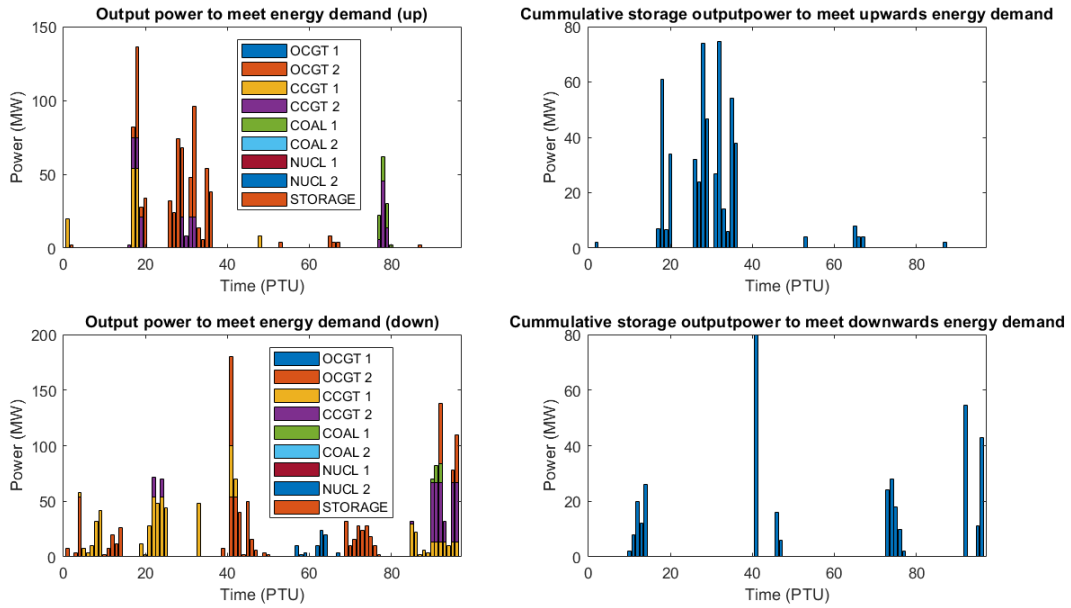 Output power to meet energy demand (up)
150
100
50
0
Power (MW)
OCGT 1
OCGT 2
CCGT 1
CCGT 2
COAL 1
COAL 2
NUCL 1
NUCL 2
STORAGE
0 20 40 60 80
Time (PTU)
Cummulative storage outputpower to meet upwards energy demand
80
60
40
20
0
Power (MW)
0 20 40 60 80
Time (PTU)
Output power to meet energy demand (down)
200
150
100
50
0
Power (MW)
OCGT 1
OCGT 2
CCGT 1
CCGT 2
COAL 1
COAL 2
NUCL 1
NUCL 2
STORAGE
0 20 40 60 80
Time (PTU)
Cummulative storage outputpower to meet downwards energy demand
80
60
40
20
0
Power (MW)
0 20 40 60 80
Time (PTU)